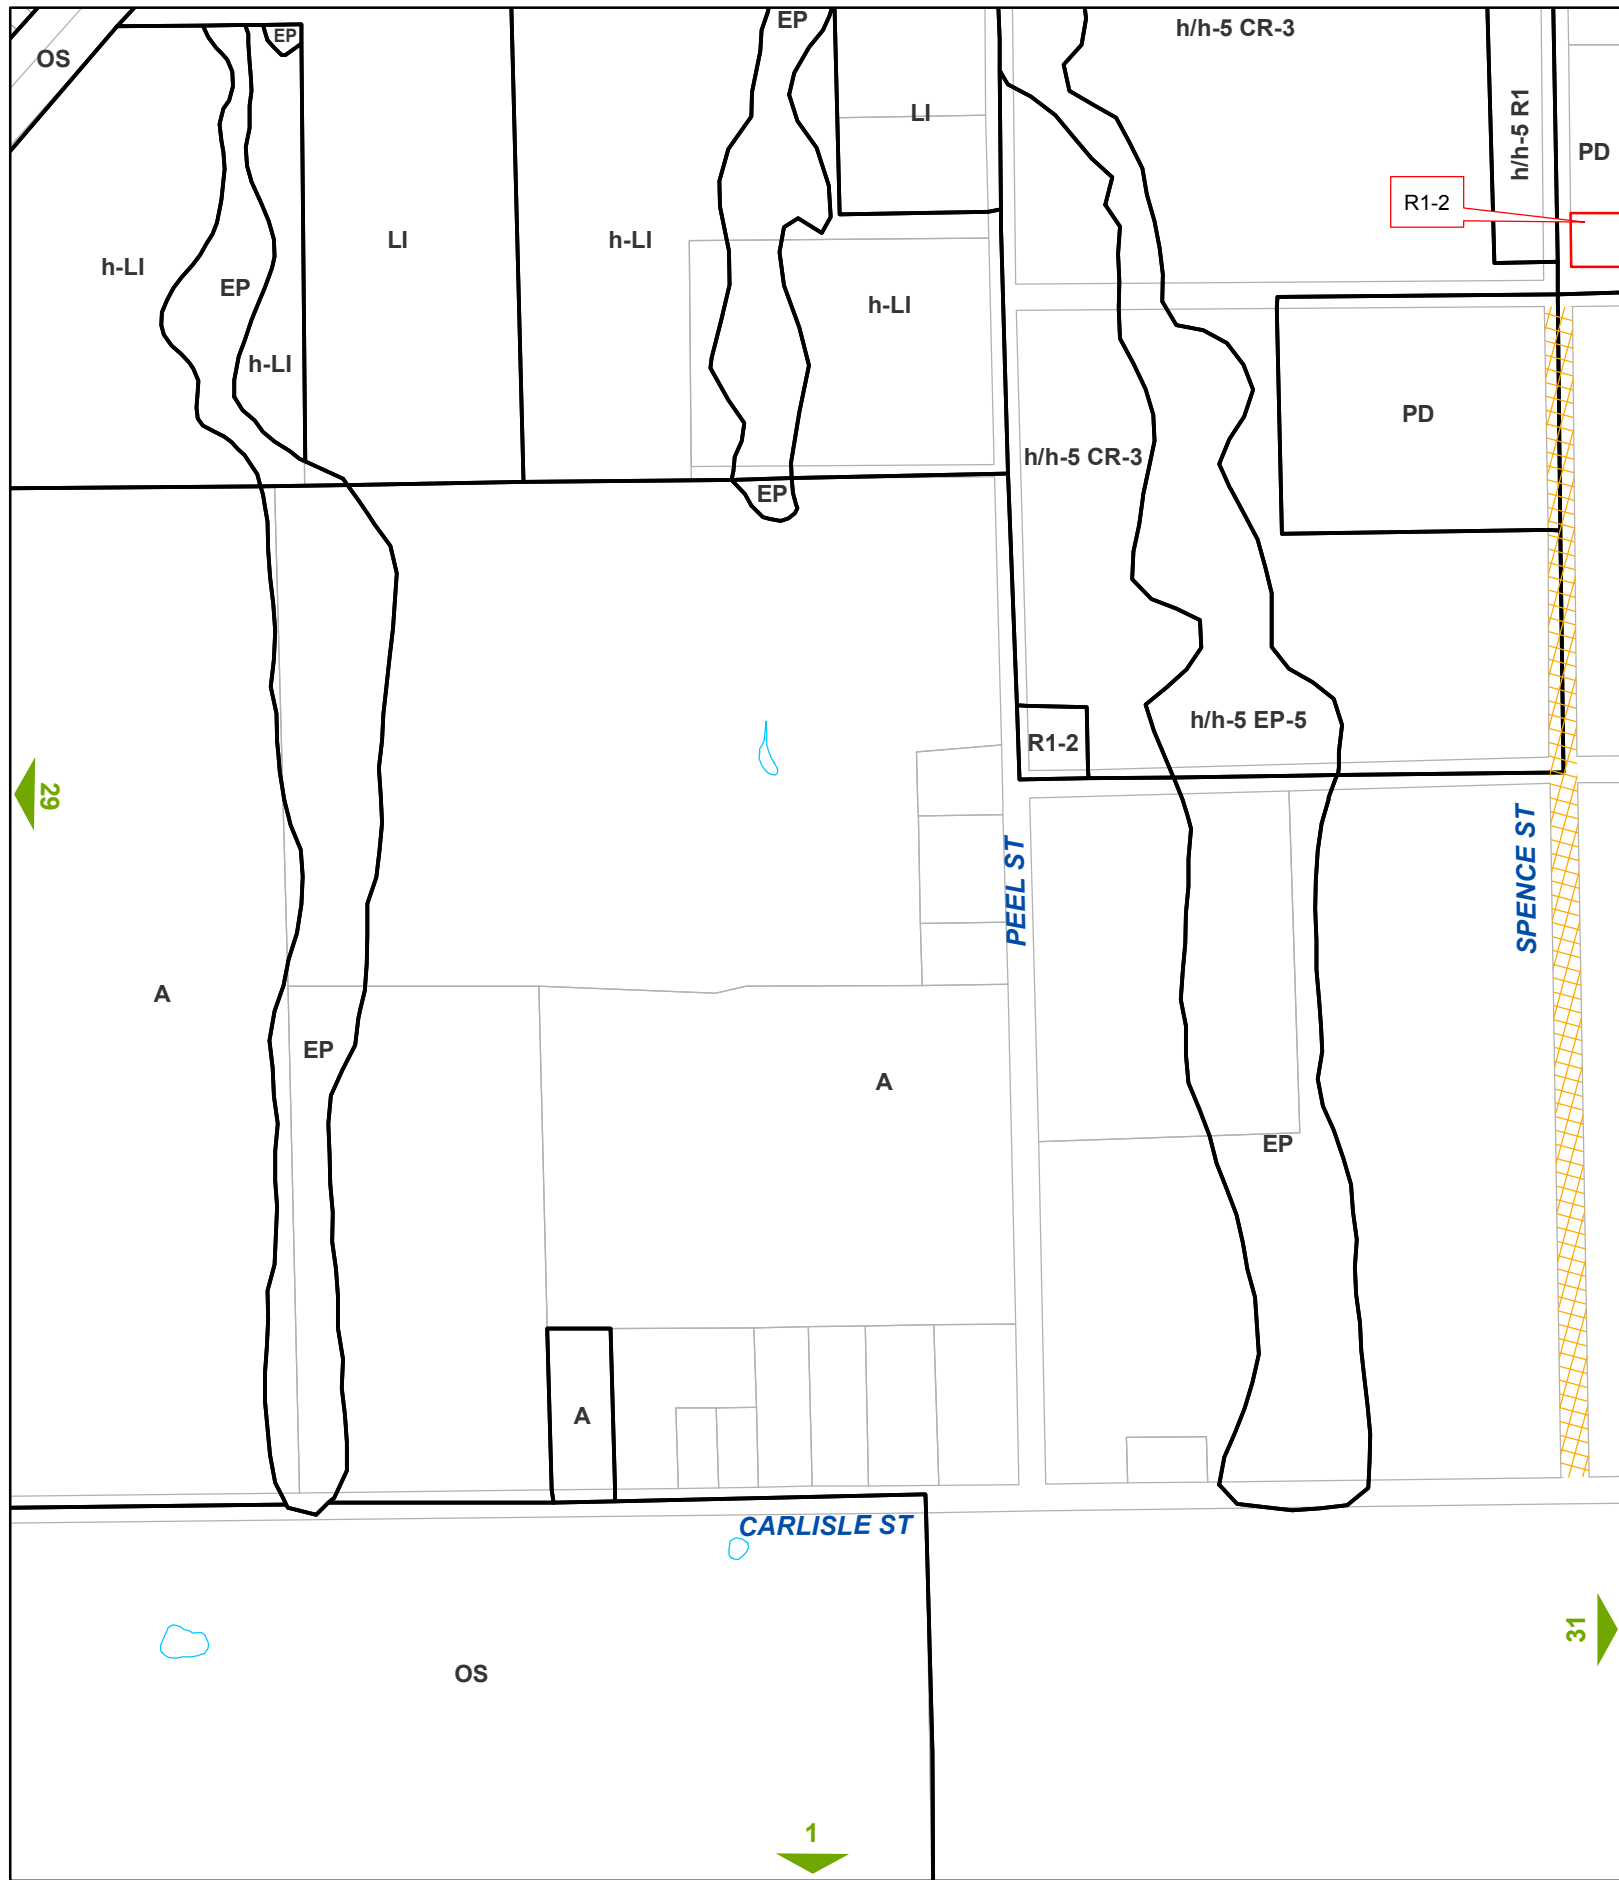 EP
h/h-5 CR-3
EP
OS
h/h-5 R1
LI
PD
R1-2
LI
h-LI
h-LI
EP
h-LI
h-LI
PD
h/h-5 CR-3
EP
h/h-5 EP-5
R1-2
29
PEEL ST
SPENCE ST
A
EP
A
EP
A
CARLISLE ST
31
OS
1